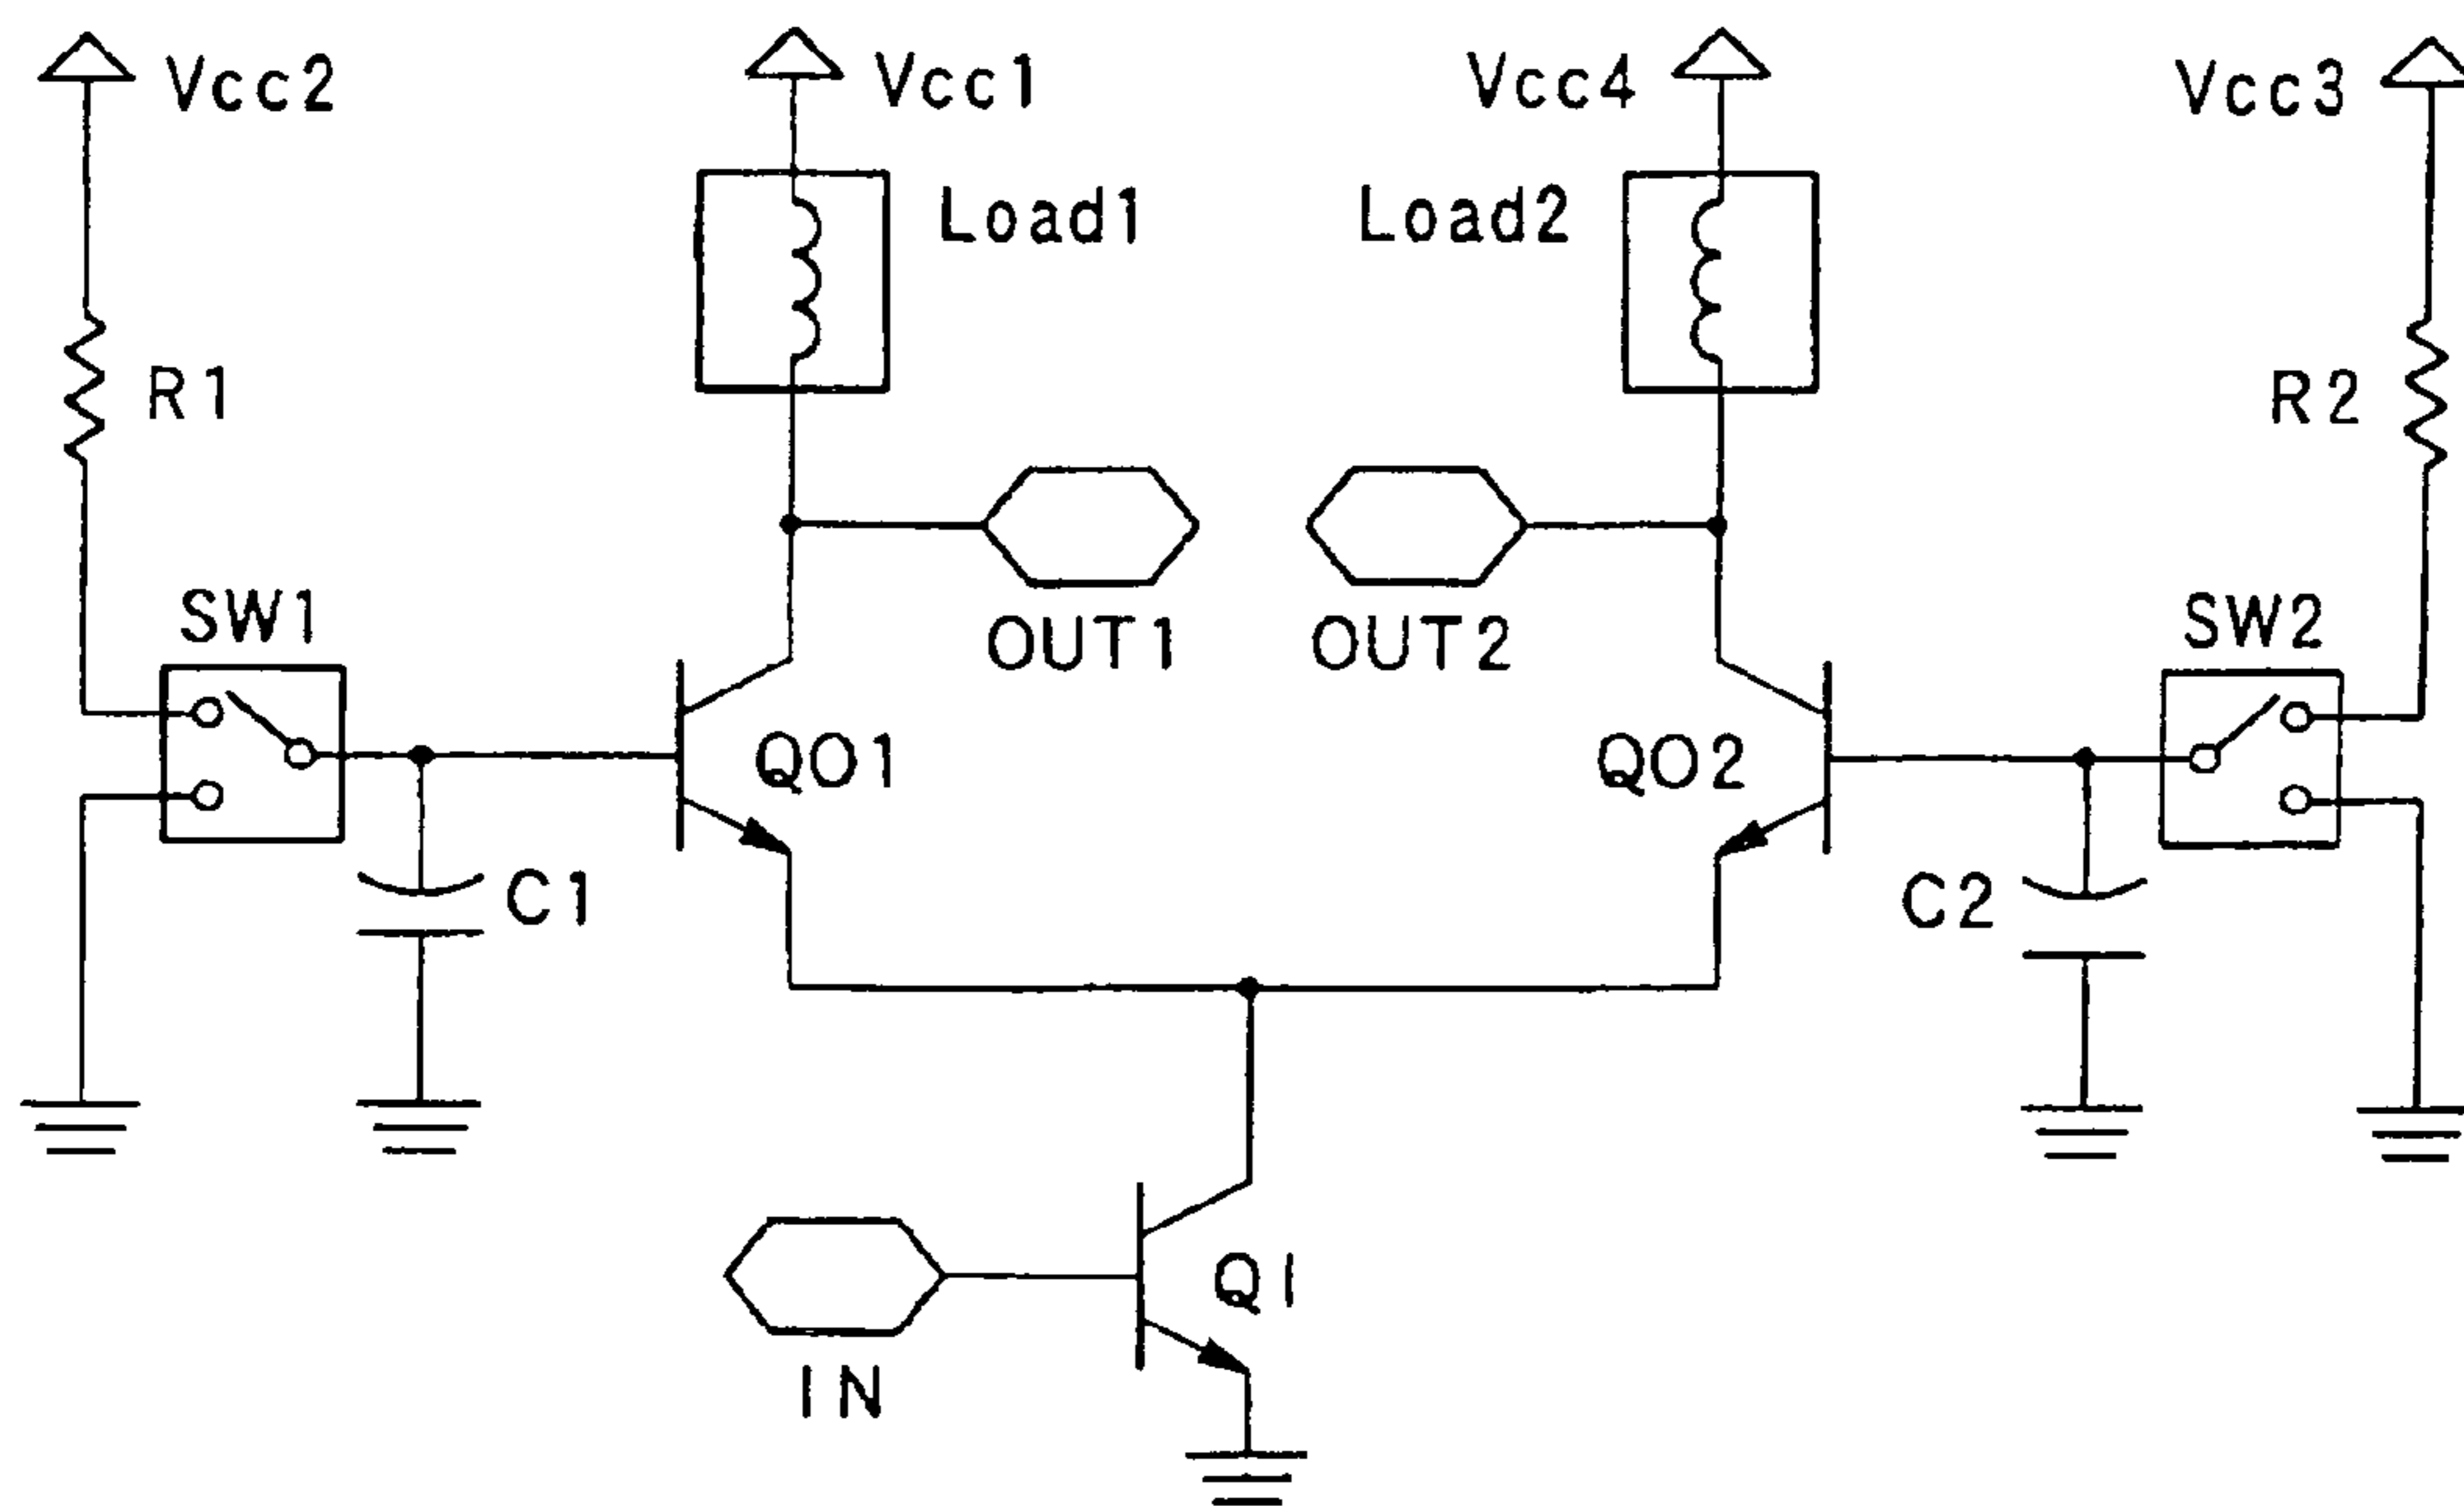 Vcc2
Vcc1
Vcc4
Vcc3
Load1
Load2
R1
R2
SW1
OUT1
OUT2
SW2
QO1
QO2
C1
C2
Q1
IN